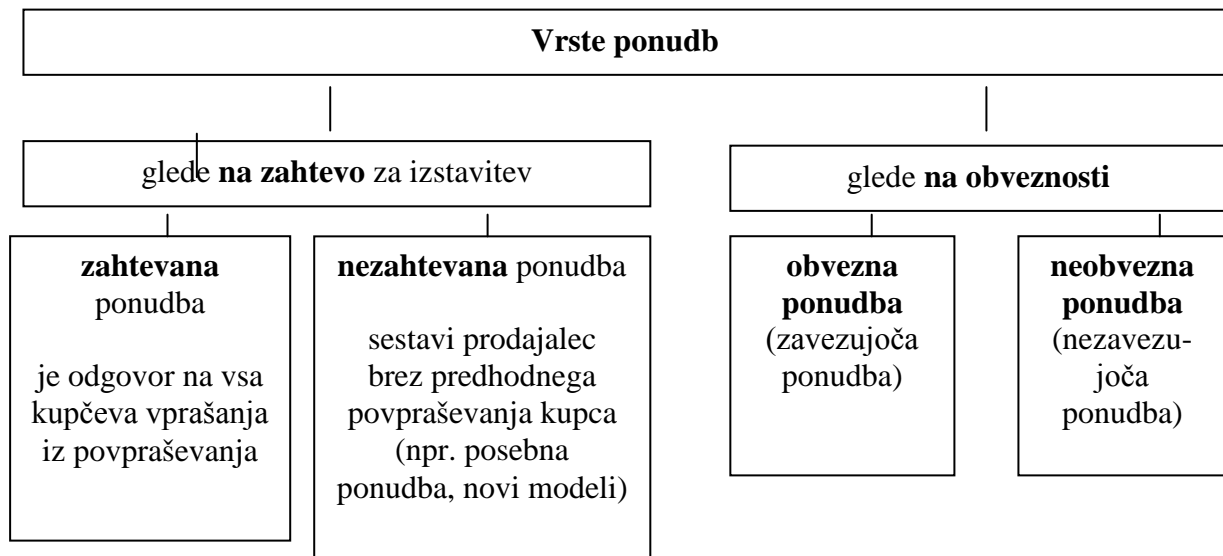 Vrste ponudb
glede na zahtevo za izstavitev
glede na obveznosti
zahtevana
ponudba
je odgovor na vsa
kupčeva vprašanja
iz povpraševanja
nezahtevana ponudba
sestavi prodajalec
brez predhodnega
povpraševanja kupca
(npr. posebna
ponudba, novi modeli)
obvezna
ponudba
(zavezujoča
ponudba)
neobvezna
ponudba
(nezavezu-
joča
ponudba)